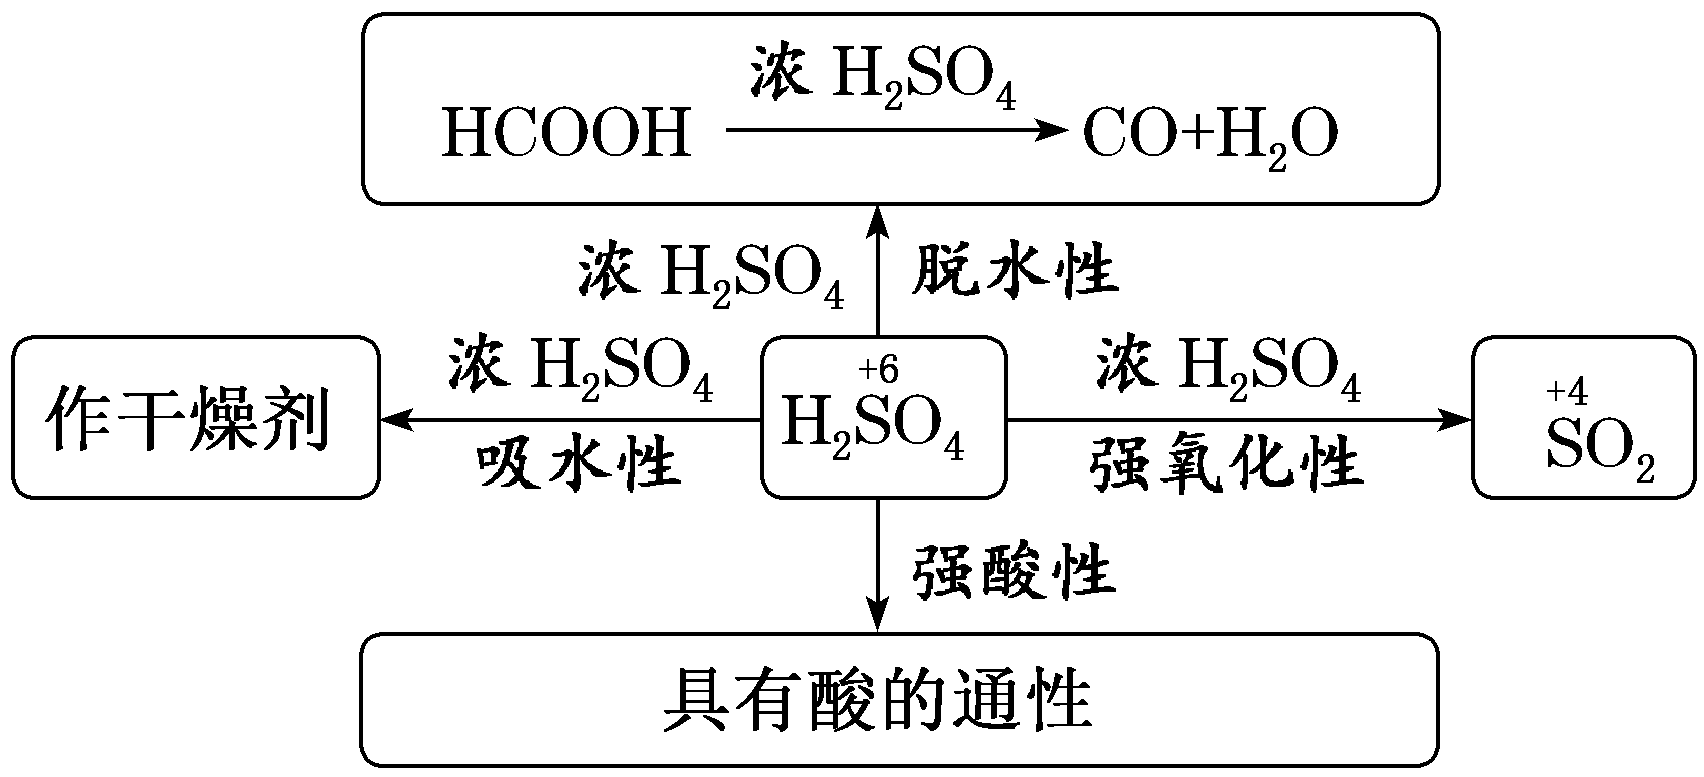 浓 H₂SO₄
HCOOH → CO+H₂O
浓 H₂SO₄ 脱水性
浓 H₂SO₄
吸水性
作干燥剂
+6
H₂SO₄
浓 H₂SO₄
强氧化性
+4
SO₂
强酸性
具有酸的通性